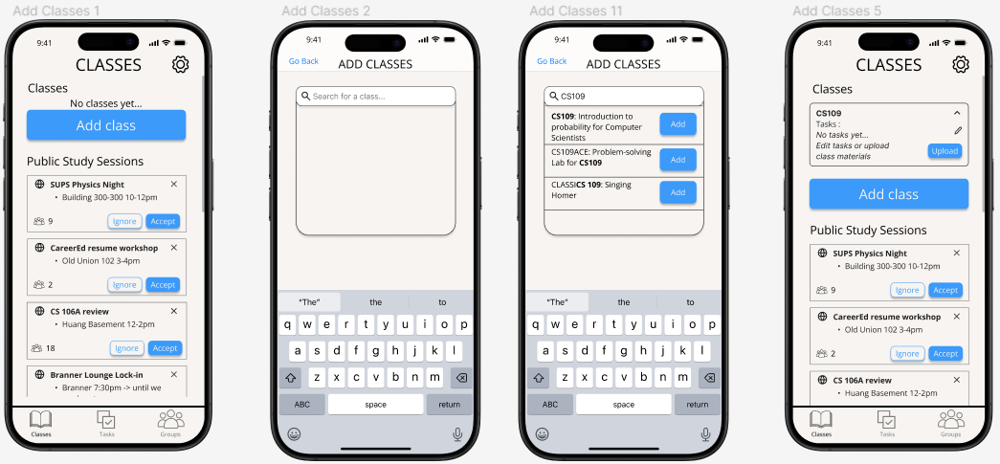 Add Classes 1
9:41
CLASSES
Classes
No classes yet...
Add class
Public Study Sessions
SUPS Physics Night
• Building 300-300 10-12pm
9
Ignore
Accept
CareerEd resume workshop
• Old Union 102 3-4pm
2
Ignore
Accept
CS 106A review
• Huang Basement 12-2pm
18
Ignore
Accept
Branner Lounge Lock-in
• Branner 7:30pm -> until we
Classes
Tasks
Groups
Add Classes 2
9:41
Go Back
ADD CLASSES
Search for a class...
"The"
the
to
q w e r t y u i o p
a s d f g h j k l
z x c v b n m
ABC
space
return
Add Classes 11
9:41
Go Back
ADD CLASSES
CS109
CS109: Introduction to
probability for Computer
Scientists
Add
CS109ACE: Problem-solving
Lab for CS109
Add
CLASSICS 109: Singing
Homer
Add
"The"
the
to
q w e r t y u i o p
a s d f g h j k l
z x c v b n m
ABC
space
return
Add Classes 5
9:41
CLASSES
Classes
CS109
Tasks :
No tasks yet...
Edit tasks or upload
class materials
Upload
Add class
Public Study Sessions
SUPS Physics Night
• Building 300-300 10-12pm
9
Ignore
Accept
CareerEd resume workshop
• Old Union 102 3-4pm
2
Ignore
Accept
CS 106A review
• Huang Basement 12-2pm
Classes
Tasks
Groups